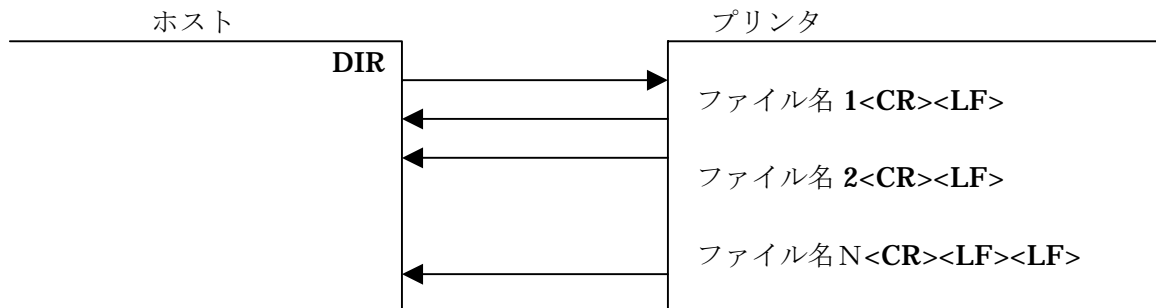 ホスト
プリンタ
DIR
ファイル名 1<CR><LF>
ファイル名 2<CR><LF>
ファイル名N<CR><LF><LF>